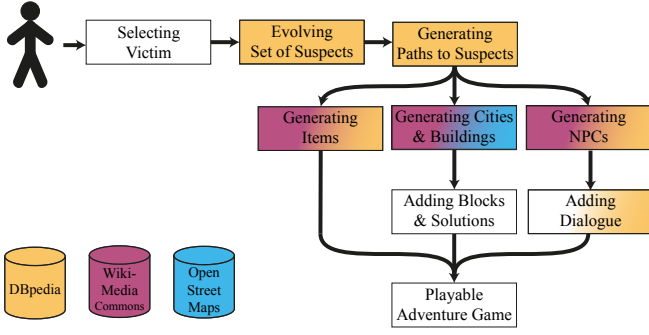 Selecting
Victim
Evolving
Set of Suspects
Generating
Paths to Suspects
Generating
Items
Generating Cities
& Buildings
Generating
NPCs
Adding Blocks
& Solutions
Adding
Dialogue
DBpedia
Wiki-
Media
Commons
Open
Street
Maps
Playable
Adventure Game